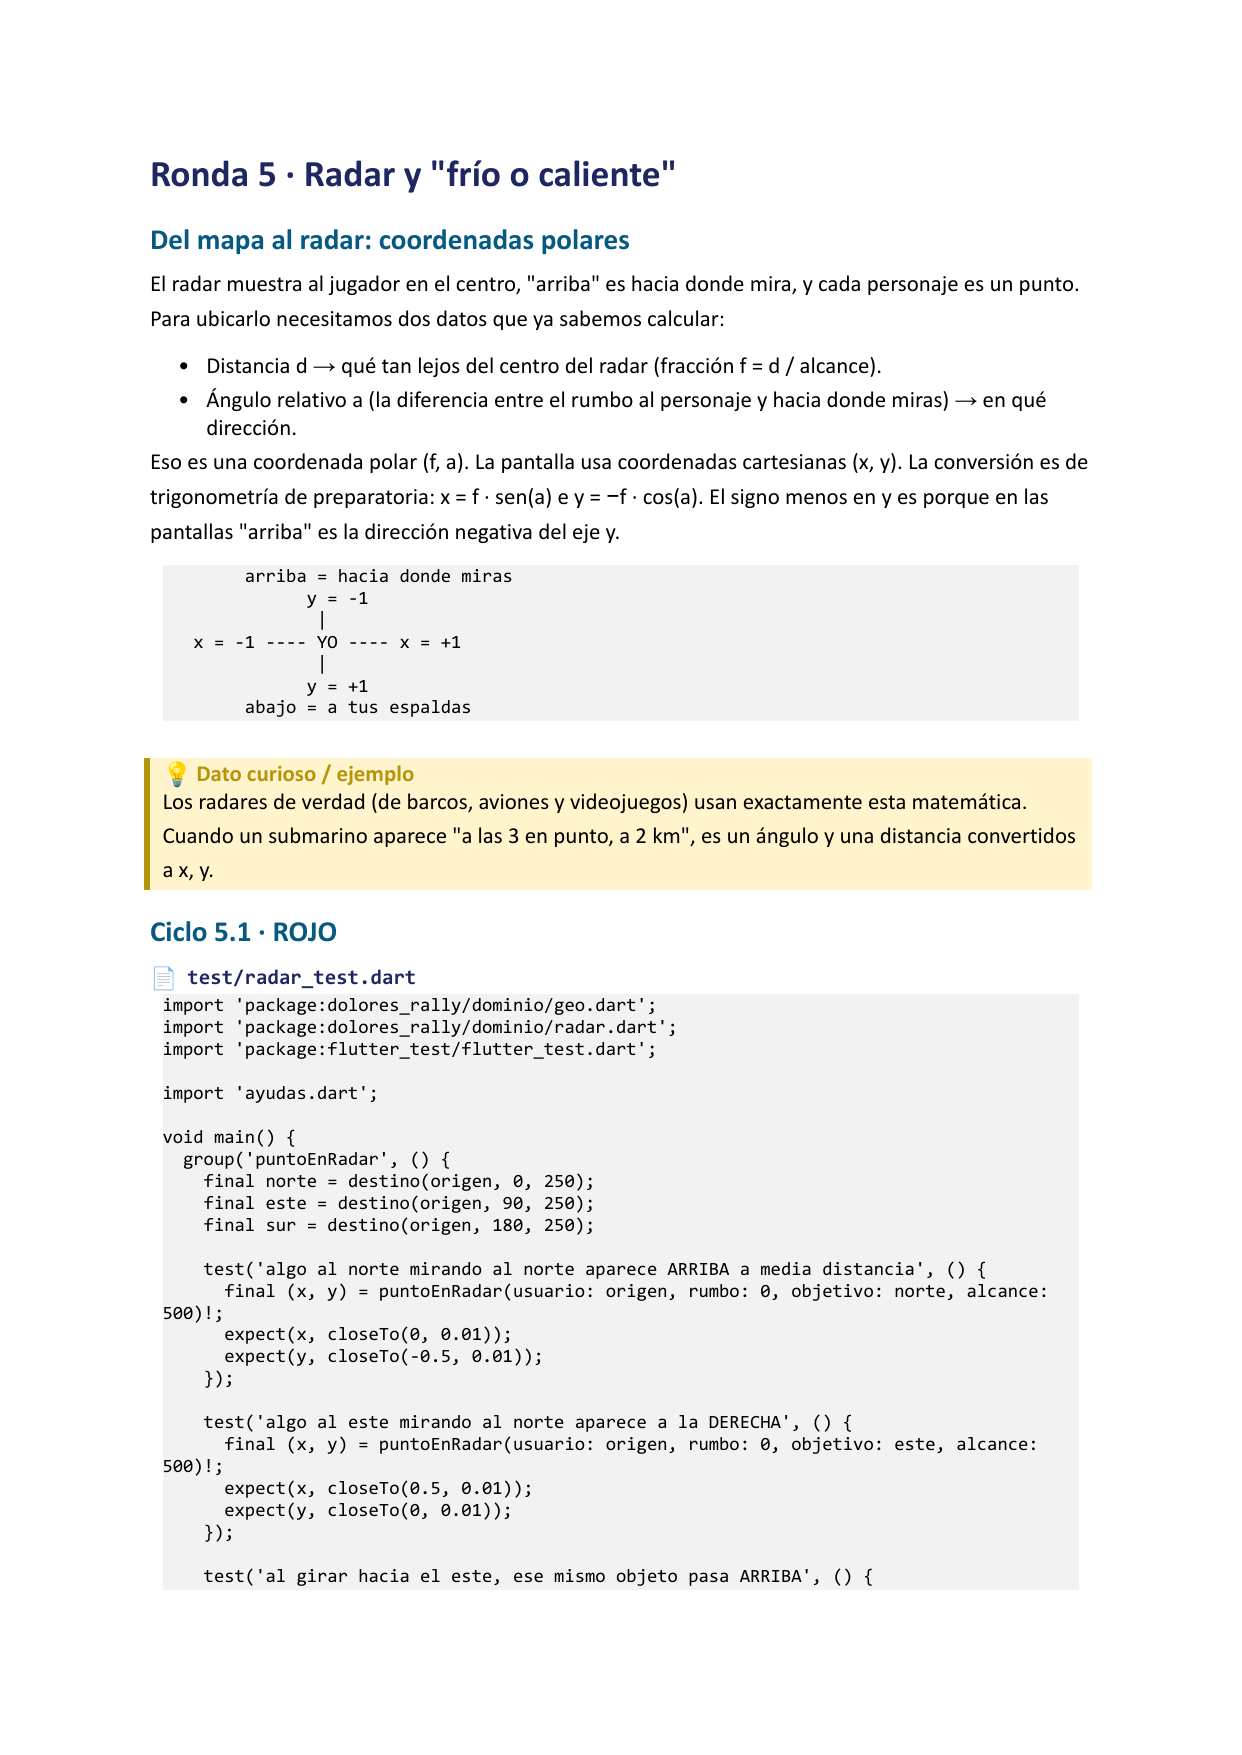 Ronda 5 · Radar y "frío o caliente"
Del mapa al radar: coordenadas polares
El radar muestra al jugador en el centro, "arriba" es hacia donde mira, y cada personaje es un punto.
Para ubicarlo necesitamos dos datos que ya sabemos calcular:
• Distancia d → qué tan lejos del centro del radar (fracción f = d / alcance).
• Ángulo relativo a (la diferencia entre el rumbo al personaje y hacia donde miras) → en qué
dirección.
Eso es una coordenada polar (f, a). La pantalla usa coordenadas cartesianas (x, y). La conversión es de
trigonometría de preparatoria: x = f · sen(a) e y = −f · cos(a). El signo menos en y es porque en las
pantallas "arriba" es la dirección negativa del eje y.
        arriba = hacia donde miras
              y = -1
               |
   x = -1 ---- YO ---- x = +1
               |
              y = +1
        abajo = a tus espaldas
💡 Dato curioso / ejemplo
Los radares de verdad (de barcos, aviones y videojuegos) usan exactamente esta matemática.
Cuando un submarino aparece "a las 3 en punto, a 2 km", es un ángulo y una distancia convertidos
a x, y.
Ciclo 5.1 · ROJO
📄 test/radar_test.dart
import 'package:dolores_rally/dominio/geo.dart';
import 'package:dolores_rally/dominio/radar.dart';
import 'package:flutter_test/flutter_test.dart';

import 'ayudas.dart';

void main() {
  group('puntoEnRadar', () {
    final norte = destino(origen, 0, 250);
    final este = destino(origen, 90, 250);
    final sur = destino(origen, 180, 250);

    test('algo al norte mirando al norte aparece ARRIBA a media distancia', () {
      final (x, y) = puntoEnRadar(usuario: origen, rumbo: 0, objetivo: norte, alcance:
500)!;
      expect(x, closeTo(0, 0.01));
      expect(y, closeTo(-0.5, 0.01));
    });

    test('algo al este mirando al norte aparece a la DERECHA', () {
      final (x, y) = puntoEnRadar(usuario: origen, rumbo: 0, objetivo: este, alcance:
500)!;
      expect(x, closeTo(0.5, 0.01));
      expect(y, closeTo(0, 0.01));
    });

    test('al girar hacia el este, ese mismo objeto pasa ARRIBA', () {